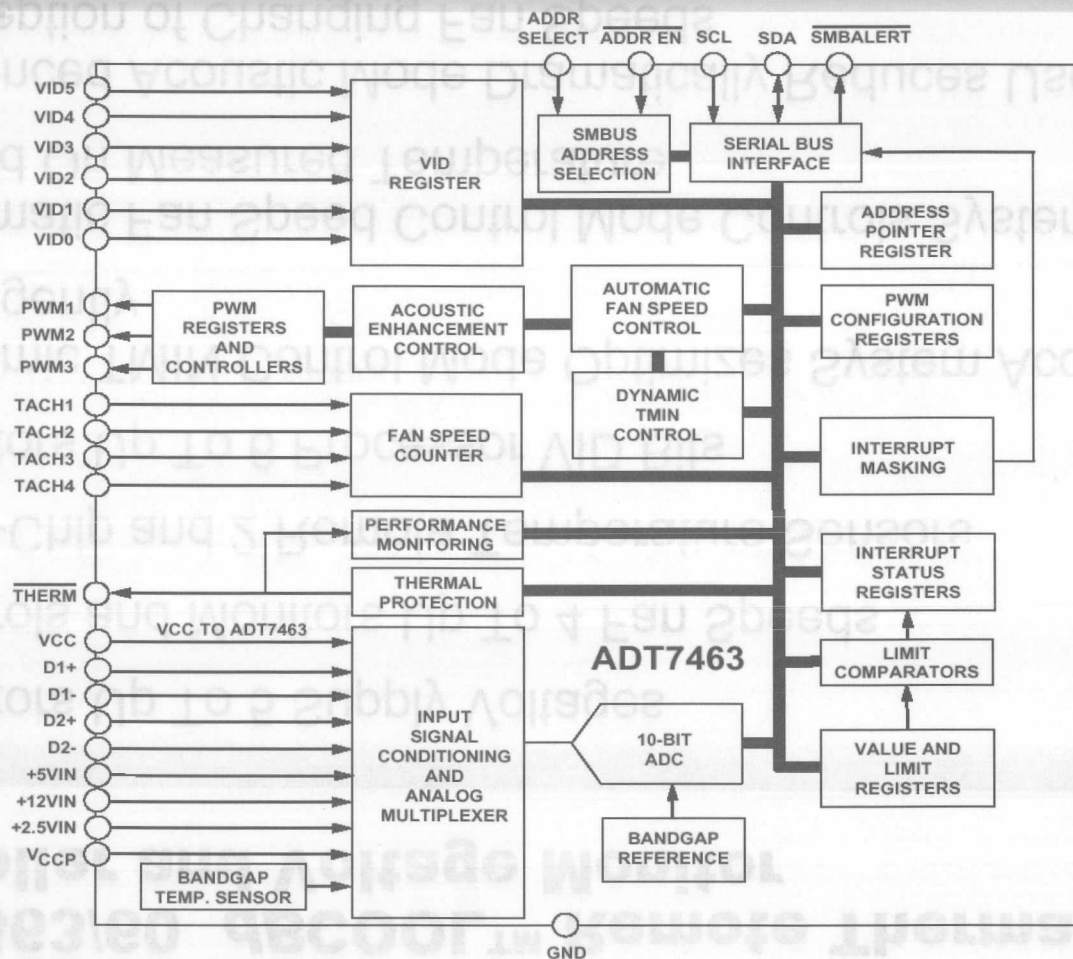 ADDR
SELECT
ADDR EN
SCL
SDA
SMBALERT
VID5
VID4
VID3
VID2
VID1
VID0
VID
REGISTER
SMBUS
ADDRESS
SELECTION
SERIAL BUS
INTERFACE
ADDRESS
POINTER
REGISTER
PWM1
PWM2
PWM3
PWM
REGISTERS
AND
CONTROLLERS
ACOUSTIC
ENHANCEMENT
CONTROL
AUTOMATIC
FAN SPEED
CONTROL
PWM
CONFIGURATION
REGISTERS
TACH1
TACH2
TACH3
TACH4
FAN SPEED
COUNTER
DYNAMIC
TMIN
CONTROL
INTERRUPT
MASKING
PERFORMANCE
MONITORING
THERM
THERMAL
PROTECTION
INTERRUPT
STATUS
REGISTERS
VCC
VCC TO ADT7463
D1+
D1-
D2+
D2-
+5VIN
+12VIN
+2.5VIN
VCCP
INPUT
SIGNAL
CONDITIONING
AND
ANALOG
MULTIPLEXER
ADT7463
LIMIT
COMPARATORS
10-BIT
ADC
VALUE AND
LIMIT
REGISTERS
BANDGAP
REFERENCE
BANDGAP
TEMP. SENSOR
GND